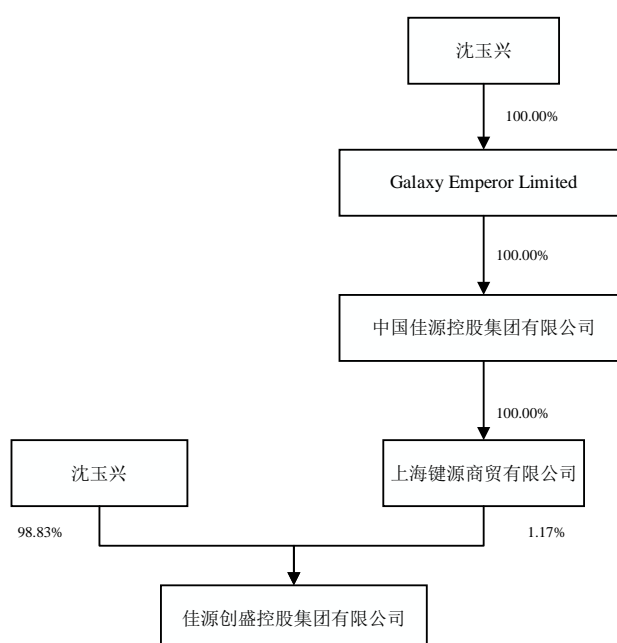 沈玉兴
100.00%
Galaxy Emperor Limited
100.00%
中国佳源控股集团有限公司
100.00%
沈玉兴
上海键源商贸有限公司
98.83%
1.17%
佳源创盛控股集团有限公司